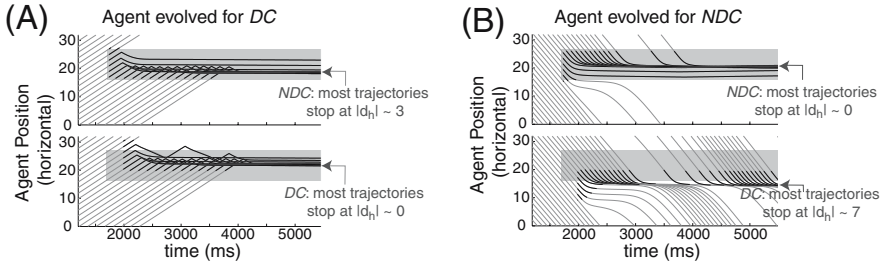 (A)
Agent evolved for DC
30
20
10
0
NDC: most trajectories
stop at |dh| ~ 3
30
20
10
0
DC: most trajectories
stop at |dh| ~ 0
Agent Position
(horizontal)
2000 3000 4000 5000
time (ms)
(B)
Agent evolved for NDC
30
20
10
0
NDC: most trajectories
stop at |dh| ~ 0
30
20
10
0
DC: most trajectories
stop at |dh| ~ 7
Agent Position
(horizontal)
2000 3000 4000 5000
time (ms)